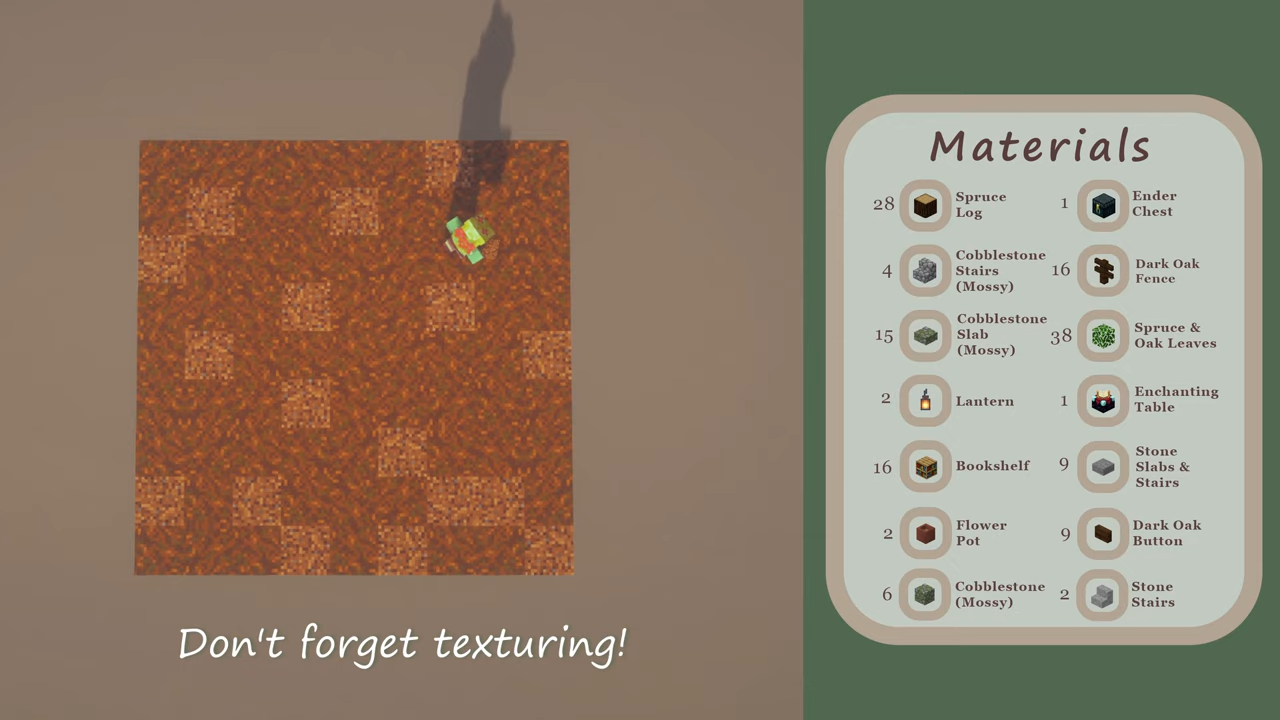 Materials
28 Spruce Log
1 Ender Chest
4 Cobblestone Stairs (Mossy)
16 Dark Oak Fence
15 Cobblestone Slab (Mossy)
38 Spruce & Oak Leaves
2 Lantern
1 Enchanting Table
16 Bookshelf
9 Stone Slabs & Stairs
2 Flower Pot
9 Dark Oak Button
6 Cobblestone (Mossy)
2 Stone Stairs
Don't forget texturing!